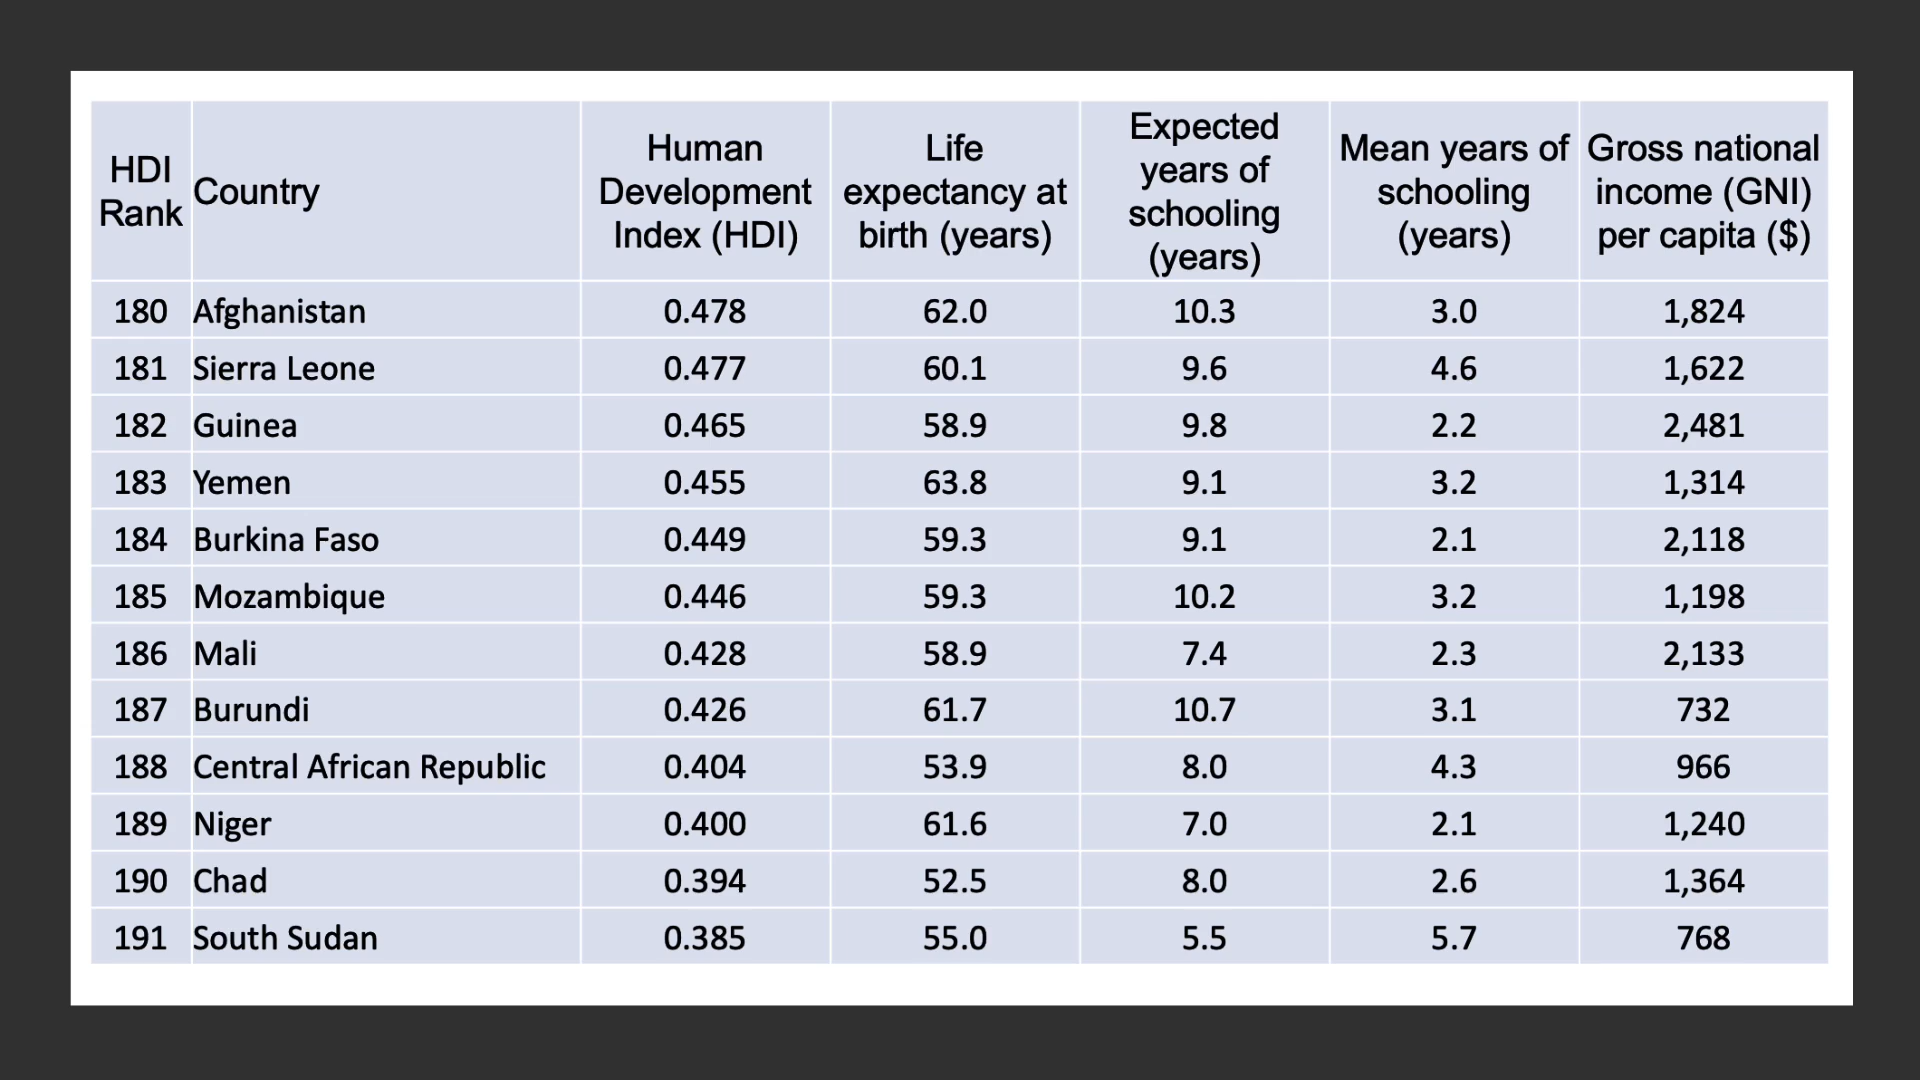 HDI Rank Country Human Development Index (HDI) Life expectancy at birth (years) Expected years of schooling (years) Mean years of schooling (years) Gross national income (GNI) per capita ($)
180 Afghanistan 0.478 62.0 10.3 3.0 1,824
181 Sierra Leone 0.477 60.1 9.6 4.6 1,622
182 Guinea 0.465 58.9 9.8 2.2 2,481
183 Yemen 0.455 63.8 9.1 3.2 1,314
184 Burkina Faso 0.449 59.3 9.1 2.1 2,118
185 Mozambique 0.446 59.3 10.2 3.2 1,198
186 Mali 0.428 58.9 7.4 2.3 2,133
187 Burundi 0.426 61.7 10.7 3.1 732
188 Central African Republic 0.404 53.9 8.0 4.3 966
189 Niger 0.400 61.6 7.0 2.1 1,240
190 Chad 0.394 52.5 8.0 2.6 1,364
191 South Sudan 0.385 55.0 5.5 5.7 768